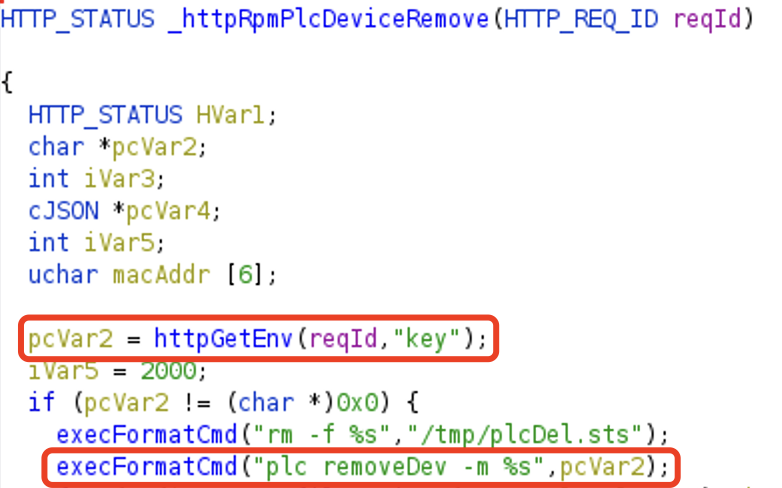 HTTP_STATUS _httpRpmPlcDeviceRemove(HTTP_REQ_ID reqId)
{
HTTP_STATUS HVar1;
char *pcVar2;
int iVar3;
cJSON *pcVar4;
int iVar5;
uchar macAddr [6];
pcVar2 = httpGetEnv(reqId,"key");
iVar5 = 2000;
if (pcVar2 != (char *)0x0) {
execFormatCmd("rm -f %s","/tmp/plcDel.sts");
execFormatCmd("plc removeDev -m %s",pcVar2);